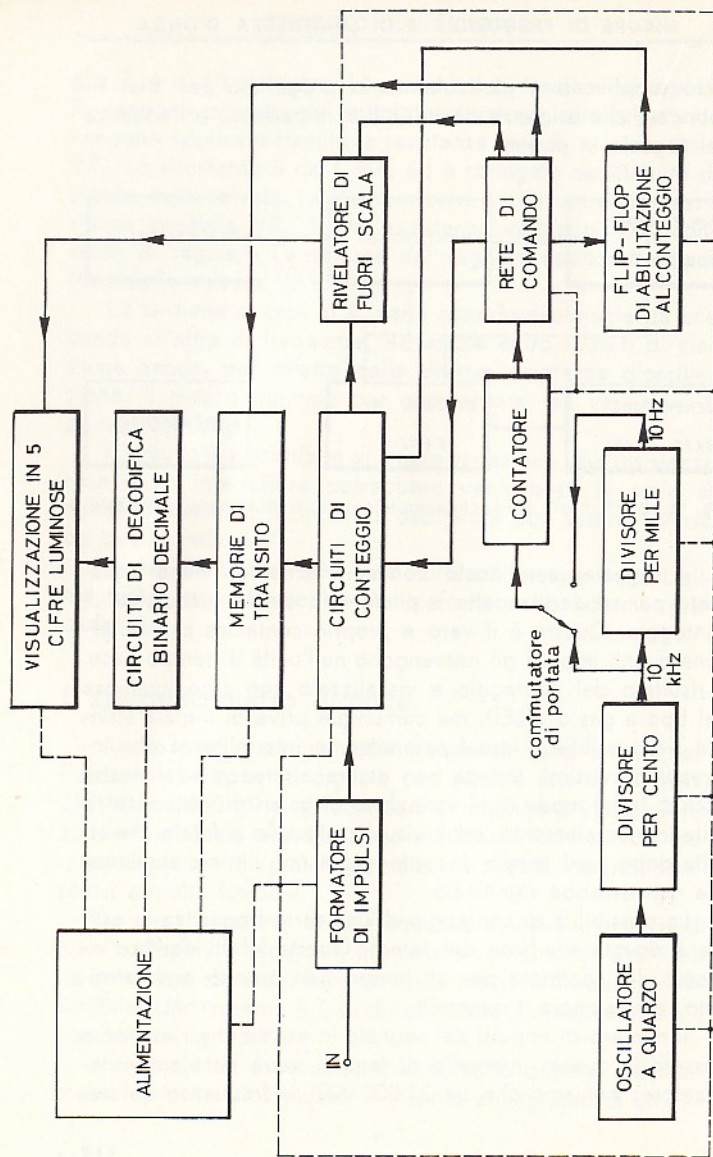 ALIMENTAZIONE
VISUALIZZAZIONE IN 5
CIFRE LUMINOSE
CIRCUITI DI DECODIFICA
BINARIO DECIMALE
MEMORIE DI
TRANSITO
IN
FORMATORE
DI IMPULSI
CIRCUITI DI
CONTEGGIO
RIVELATORE DI
FUORI SCALA
commutatore
di portata
CONTATORE
RETE DI
COMANDO
OSCILLATORE
A QUARZO
DIVISORE
PER CENTO
10
kHz
DIVISORE
PER MILLE
10 Hz
FLIP-FLOP
DI ABILITAZIONE
AL CONTEGGIO